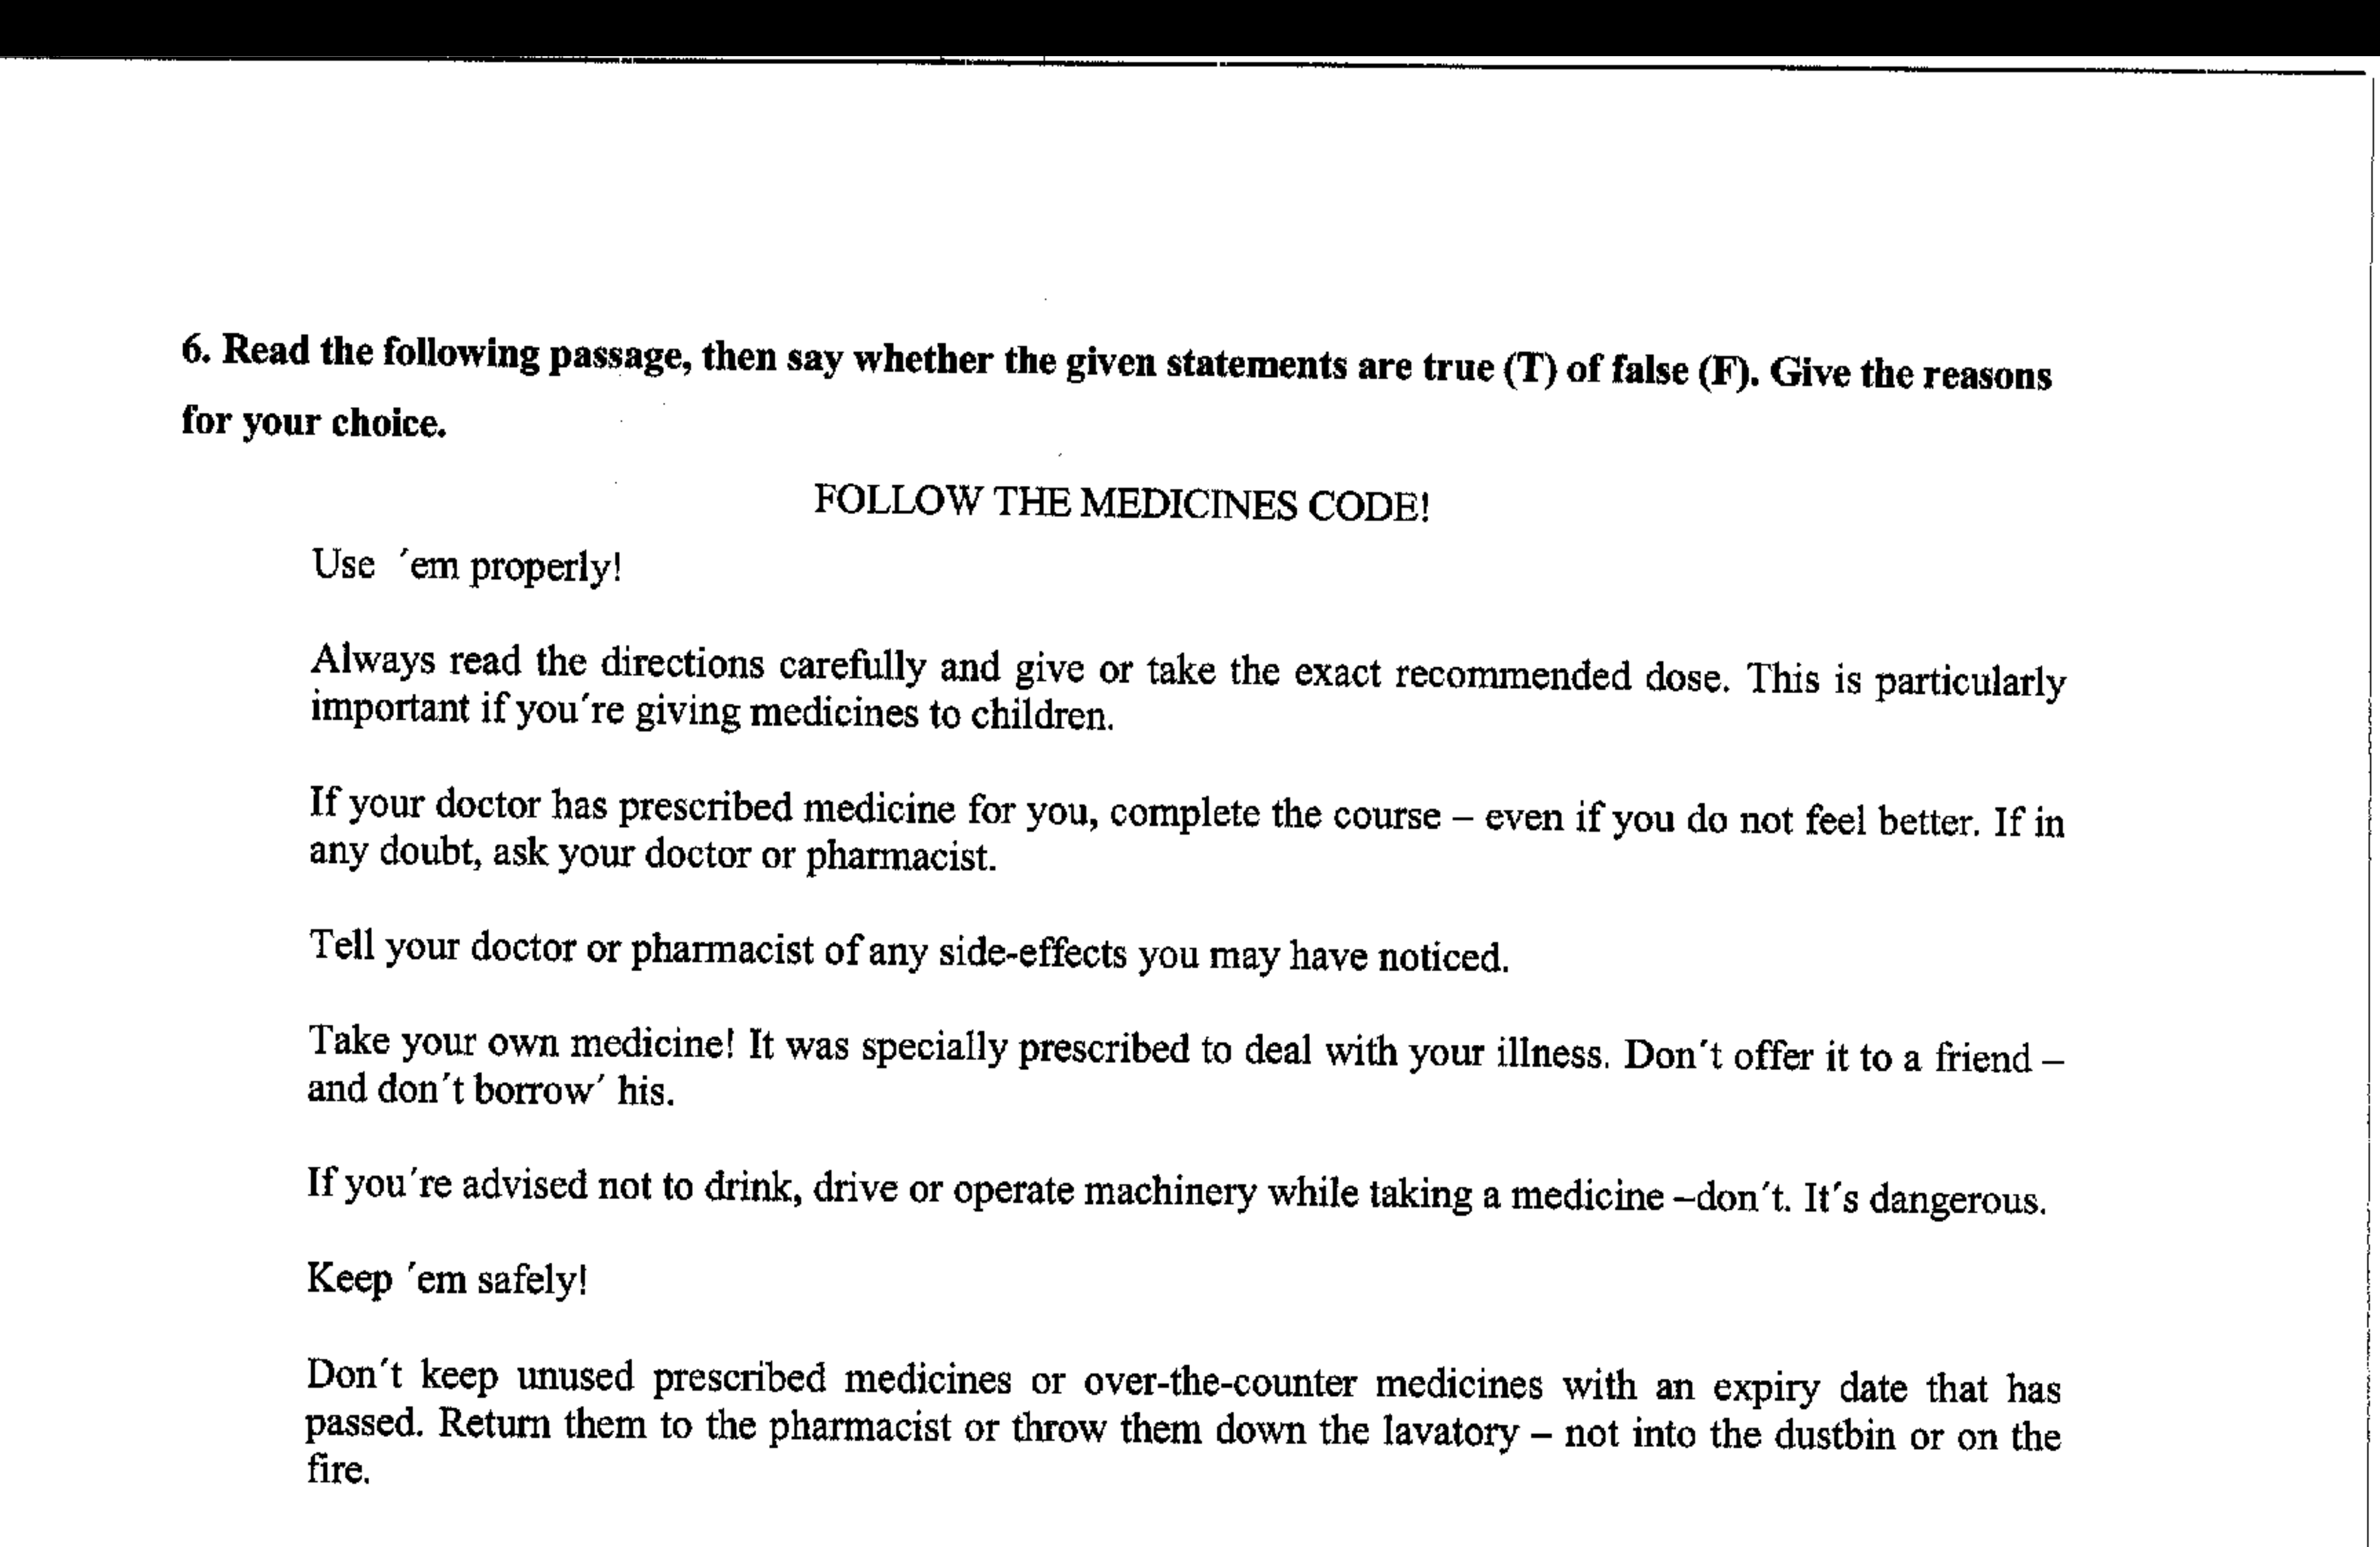 6. Read the following passage, then say whether the given statements are true (T) of false (F). Give the reasons
for your choice.
FOLLOW THE MEDICINES CODE!
Use ´em properly!
Always read the directions carefully and give or take the exact recommended dose. This is particularly
important if you´re giving medicines to children.
If your doctor has prescribed medicine for you, complete the course – even if you do not feel better. If in
any doubt, ask your doctor or pharmacist.
Tell your doctor or pharmacist of any side-effects you may have noticed.
Take your own medicine! It was specially prescribed to deal with your illness. Don´t offer it to a friend –
and don´t borrow´ his.
If you´re advised not to drink, drive or operate machinery while taking a medicine –don´t. It´s dangerous.
Keep ´em safely!
Don´t keep unused prescribed medicines or over-the-counter medicines with an expiry date that has
passed. Return them to the pharmacist or throw them down the lavatory – not into the dustbin or on the
fire.